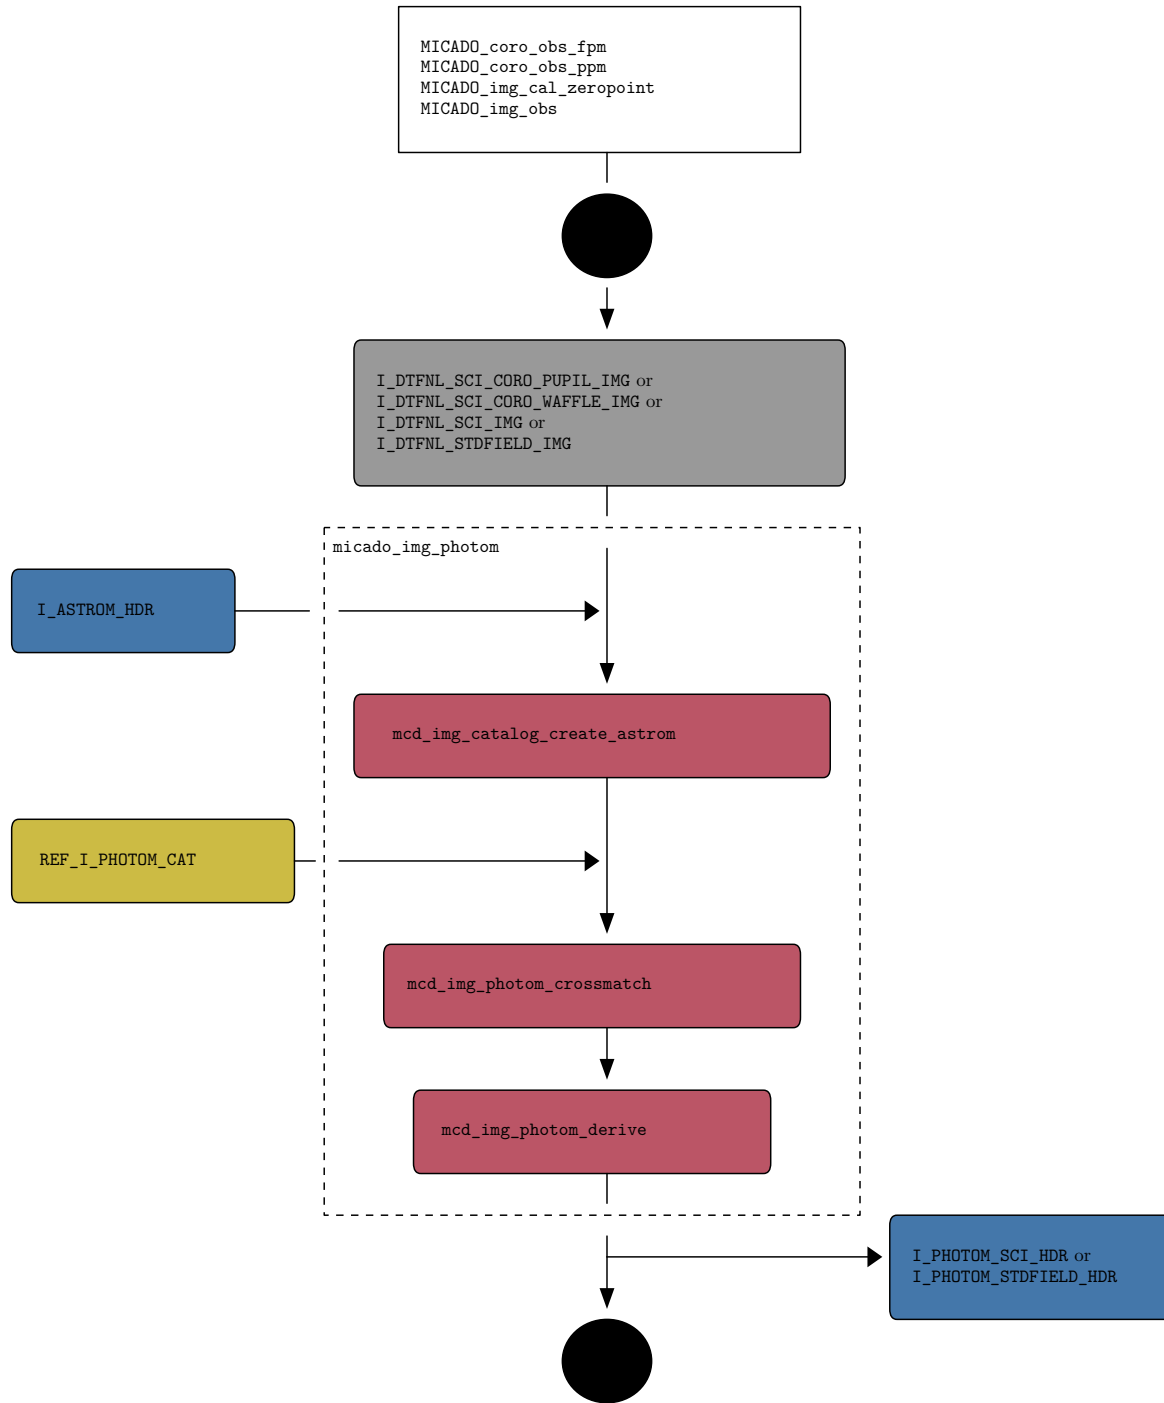 MICADO_coro_obs_fpm
MICADO_coro_obs_ppm
MICADO_img_cal_zeropoint
MICADO_img_obs
I_DTFNL_SCI_CORO_PUPIL_IMG or
I_DTFNL_SCI_CORO_WAFFLE_IMG or
I_DTFNL_SCI_IMG or
I_DTFNL_STDFIELD_IMG
micado_img_photom
I_ASTROM_HDR
mcd_img_catalog_create_astrom
REF_I_PHOTOM_CAT
mcd_img_photom_crossmatch
mcd_img_photom_derive
I_PHOTOM_SCI_HDR or
I_PHOTOM_STDFIELD_HDR